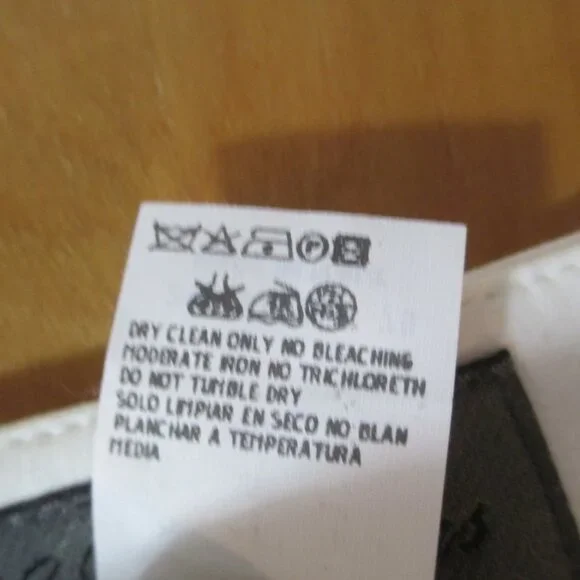 P
DRY CLEAN ONLY NO BLEACHING
MODERATE IRON NO TRICHLORETH
DO NOT TUMBLE DRY
SOLO LIMPIAR EN SECO NO BLAN
PLANCHAR A TEMPERATURA
MEDIA